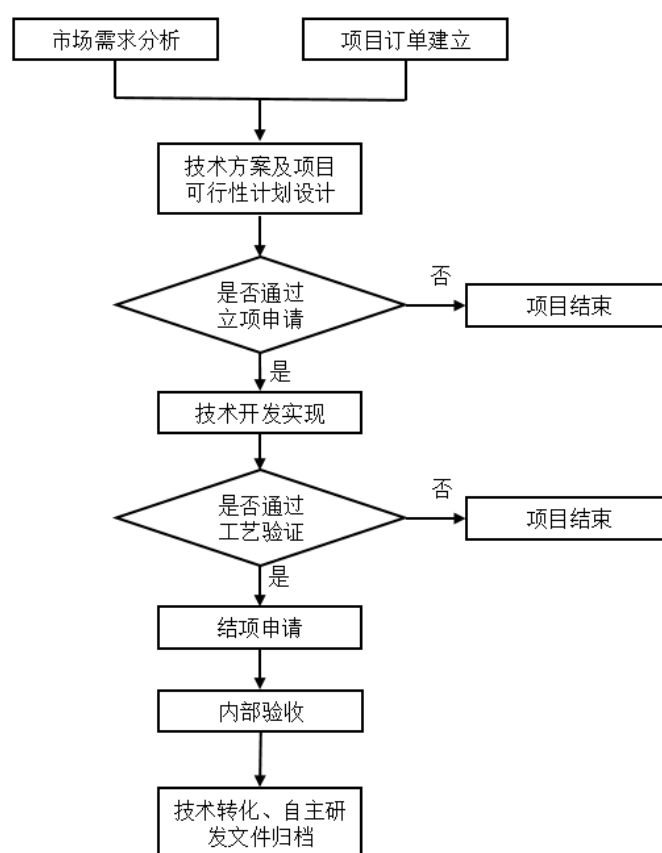 市场需求分析
项目订单建立
技术方案及项目
可行性计划设计
是否通过
立项申请
否
项目结束
是
技术开发实现
是否通过
工艺验证
否
项目结束
是
结项申请
内部验收
技术转化、自主研
发文件归档